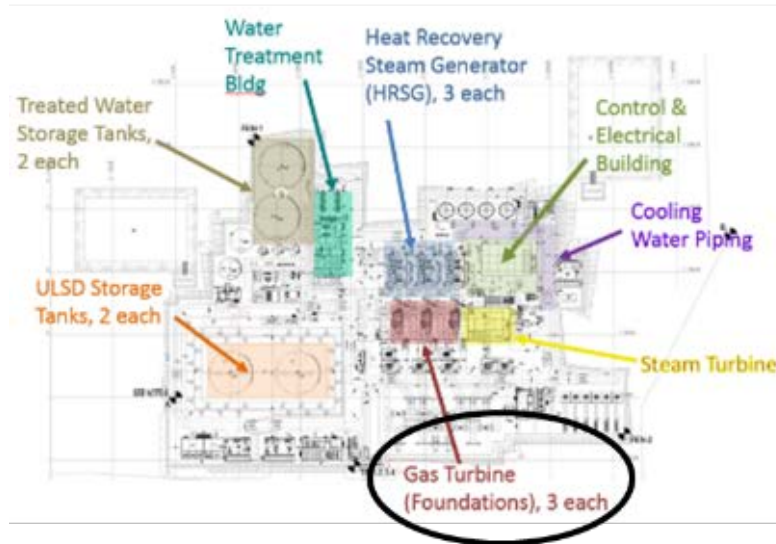 Water
Treatment
Bldg
Heat Recovery
Steam Generator
(HRSG), 3 each
Treated Water
Storage Tanks,
2 each
Control &
Electrical
Building
Cooling
Water Piping
ULSD Storage
Tanks, 2 each
Steam Turbine
Gas Turbine
(Foundations), 3 each